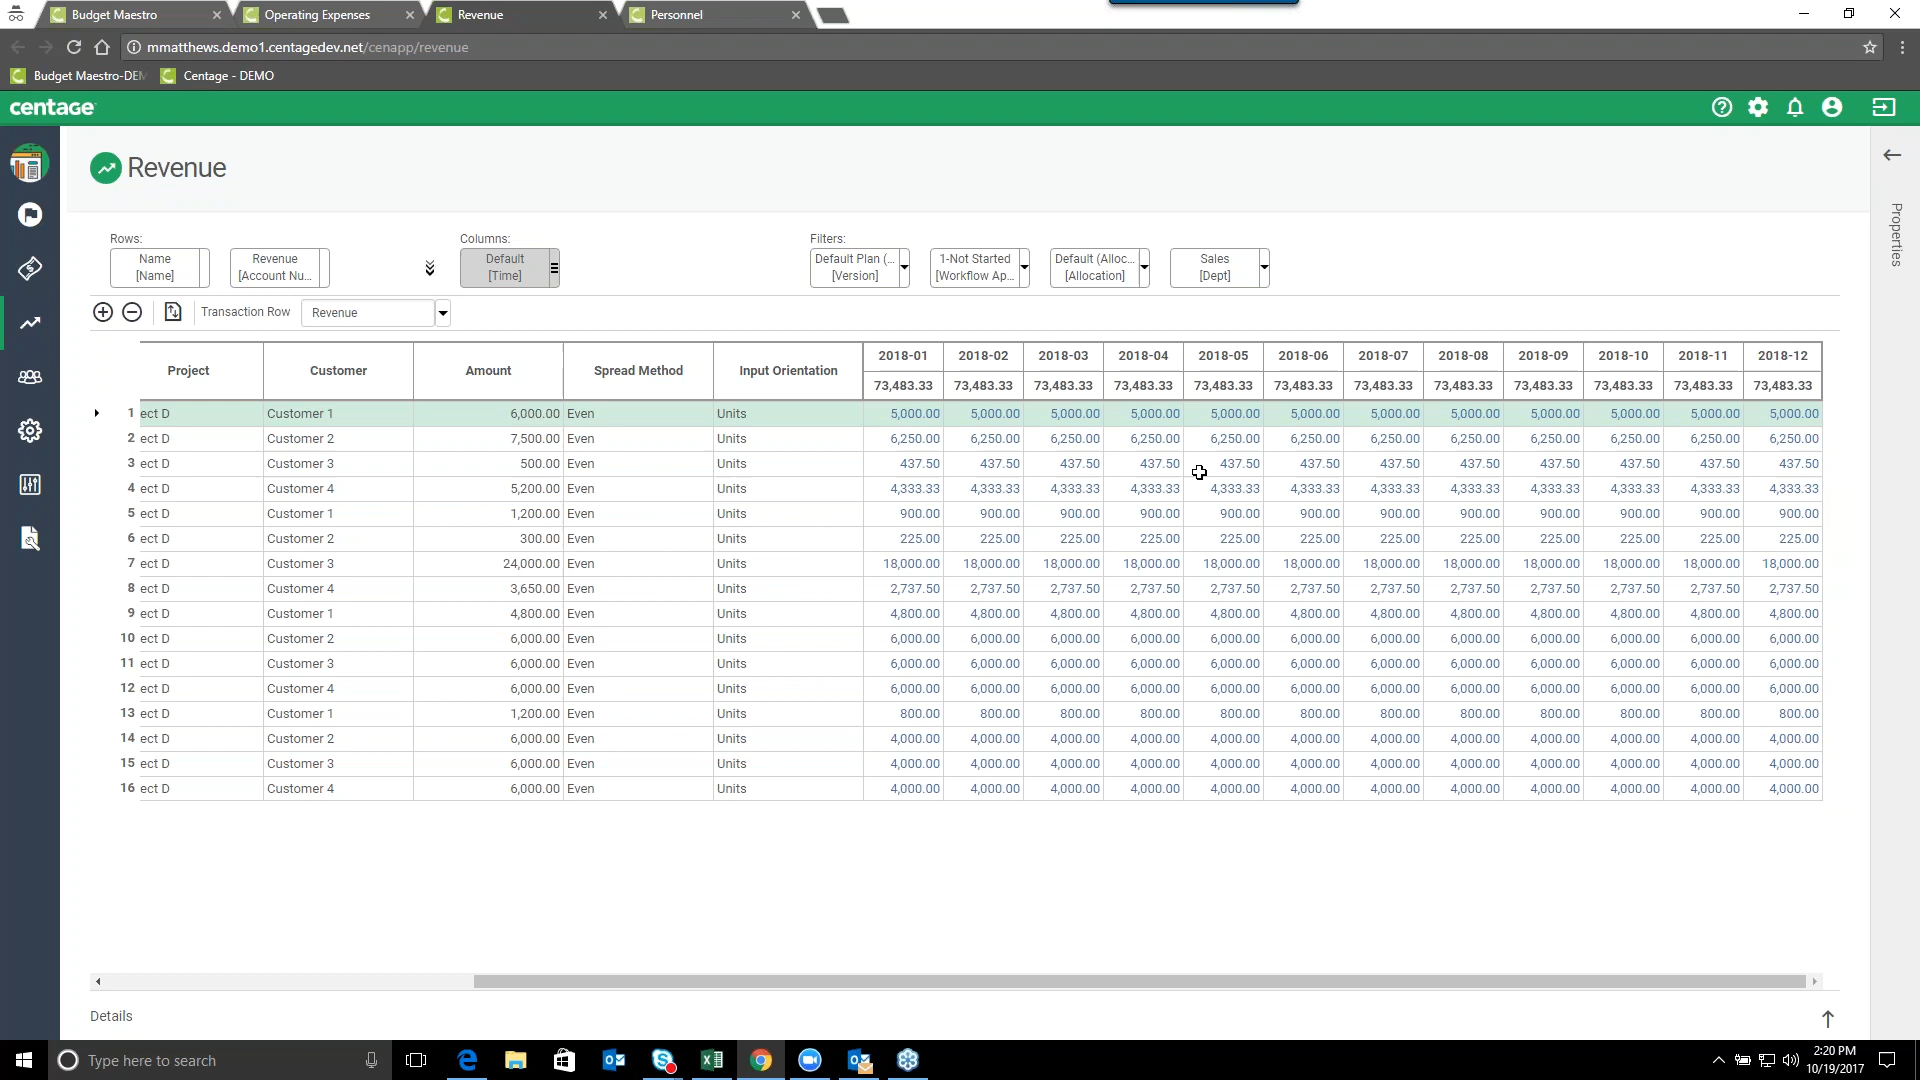 Budget Maestro
Operating Expenses
Revenue
Personnel
mmatthews.demo1.centagedev.net/cenapp/revenue
Budget Maestro-DEM
Centage - DEMO
centage
Revenue
Properties
Rows:
Columns:
Filters:
Name
[Name]
Revenue
[Account Nu...
Default
[Time]
Default Plan (...
[Version]
1-Not Started
[Workflow Ap...
Default (Alloc...
[Allocation]
Sales
[Dept]
Transaction Row
Revenue
Project Customer Amount Spread Method Input Orientation 2018-01 2018-02 2018-03 2018-04 2018-05 2018-06 2018-07 2018-08 2018-09 2018-10 2018-11 2018-12
73,483.33 73,483.33 73,483.33 73,483.33 73,483.33 73,483.33 73,483.33 73,483.33 73,483.33 73,483.33 73,483.33 73,483.33
1 ect D Customer 1 6,000.00 Even Units 5,000.00 5,000.00 5,000.00 5,000.00 5,000.00 5,000.00 5,000.00 5,000.00 5,000.00 5,000.00 5,000.00 5,000.00
2 ect D Customer 2 7,500.00 Even Units 6,250.00 6,250.00 6,250.00 6,250.00 6,250.00 6,250.00 6,250.00 6,250.00 6,250.00 6,250.00 6,250.00 6,250.00
3 ect D Customer 3 500.00 Even Units 437.50 437.50 437.50 437.50 437.50 437.50 437.50 437.50 437.50 437.50 437.50 437.50
4 ect D Customer 4 5,200.00 Even Units 4,333.33 4,333.33 4,333.33 4,333.33 4,333.33 4,333.33 4,333.33 4,333.33 4,333.33 4,333.33 4,333.33 4,333.33
5 ect D Customer 1 1,200.00 Even Units 900.00 900.00 900.00 900.00 900.00 900.00 900.00 900.00 900.00 900.00 900.00 900.00
6 ect D Customer 2 300.00 Even Units 225.00 225.00 225.00 225.00 225.00 225.00 225.00 225.00 225.00 225.00 225.00 225.00
7 ect D Customer 3 24,000.00 Even Units 18,000.00 18,000.00 18,000.00 18,000.00 18,000.00 18,000.00 18,000.00 18,000.00 18,000.00 18,000.00 18,000.00 18,000.00
8 ect D Customer 4 3,650.00 Even Units 2,737.50 2,737.50 2,737.50 2,737.50 2,737.50 2,737.50 2,737.50 2,737.50 2,737.50 2,737.50 2,737.50 2,737.50
9 ect D Customer 1 4,800.00 Even Units 4,800.00 4,800.00 4,800.00 4,800.00 4,800.00 4,800.00 4,800.00 4,800.00 4,800.00 4,800.00 4,800.00 4,800.00
10 ect D Customer 2 6,000.00 Even Units 6,000.00 6,000.00 6,000.00 6,000.00 6,000.00 6,000.00 6,000.00 6,000.00 6,000.00 6,000.00 6,000.00 6,000.00
11 ect D Customer 3 6,000.00 Even Units 6,000.00 6,000.00 6,000.00 6,000.00 6,000.00 6,000.00 6,000.00 6,000.00 6,000.00 6,000.00 6,000.00 6,000.00
12 ect D Customer 4 6,000.00 Even Units 6,000.00 6,000.00 6,000.00 6,000.00 6,000.00 6,000.00 6,000.00 6,000.00 6,000.00 6,000.00 6,000.00 6,000.00
13 ect D Customer 1 1,200.00 Even Units 800.00 800.00 800.00 800.00 800.00 800.00 800.00 800.00 800.00 800.00 800.00 800.00
14 ect D Customer 2 6,000.00 Even Units 4,000.00 4,000.00 4,000.00 4,000.00 4,000.00 4,000.00 4,000.00 4,000.00 4,000.00 4,000.00 4,000.00 4,000.00
15 ect D Customer 3 6,000.00 Even Units 4,000.00 4,000.00 4,000.00 4,000.00 4,000.00 4,000.00 4,000.00 4,000.00 4,000.00 4,000.00 4,000.00 4,000.00
16 ect D Customer 4 6,000.00 Even Units 4,000.00 4,000.00 4,000.00 4,000.00 4,000.00 4,000.00 4,000.00 4,000.00 4,000.00 4,000.00 4,000.00 4,000.00
Details
Type here to search
2:20 PM
10/19/2017